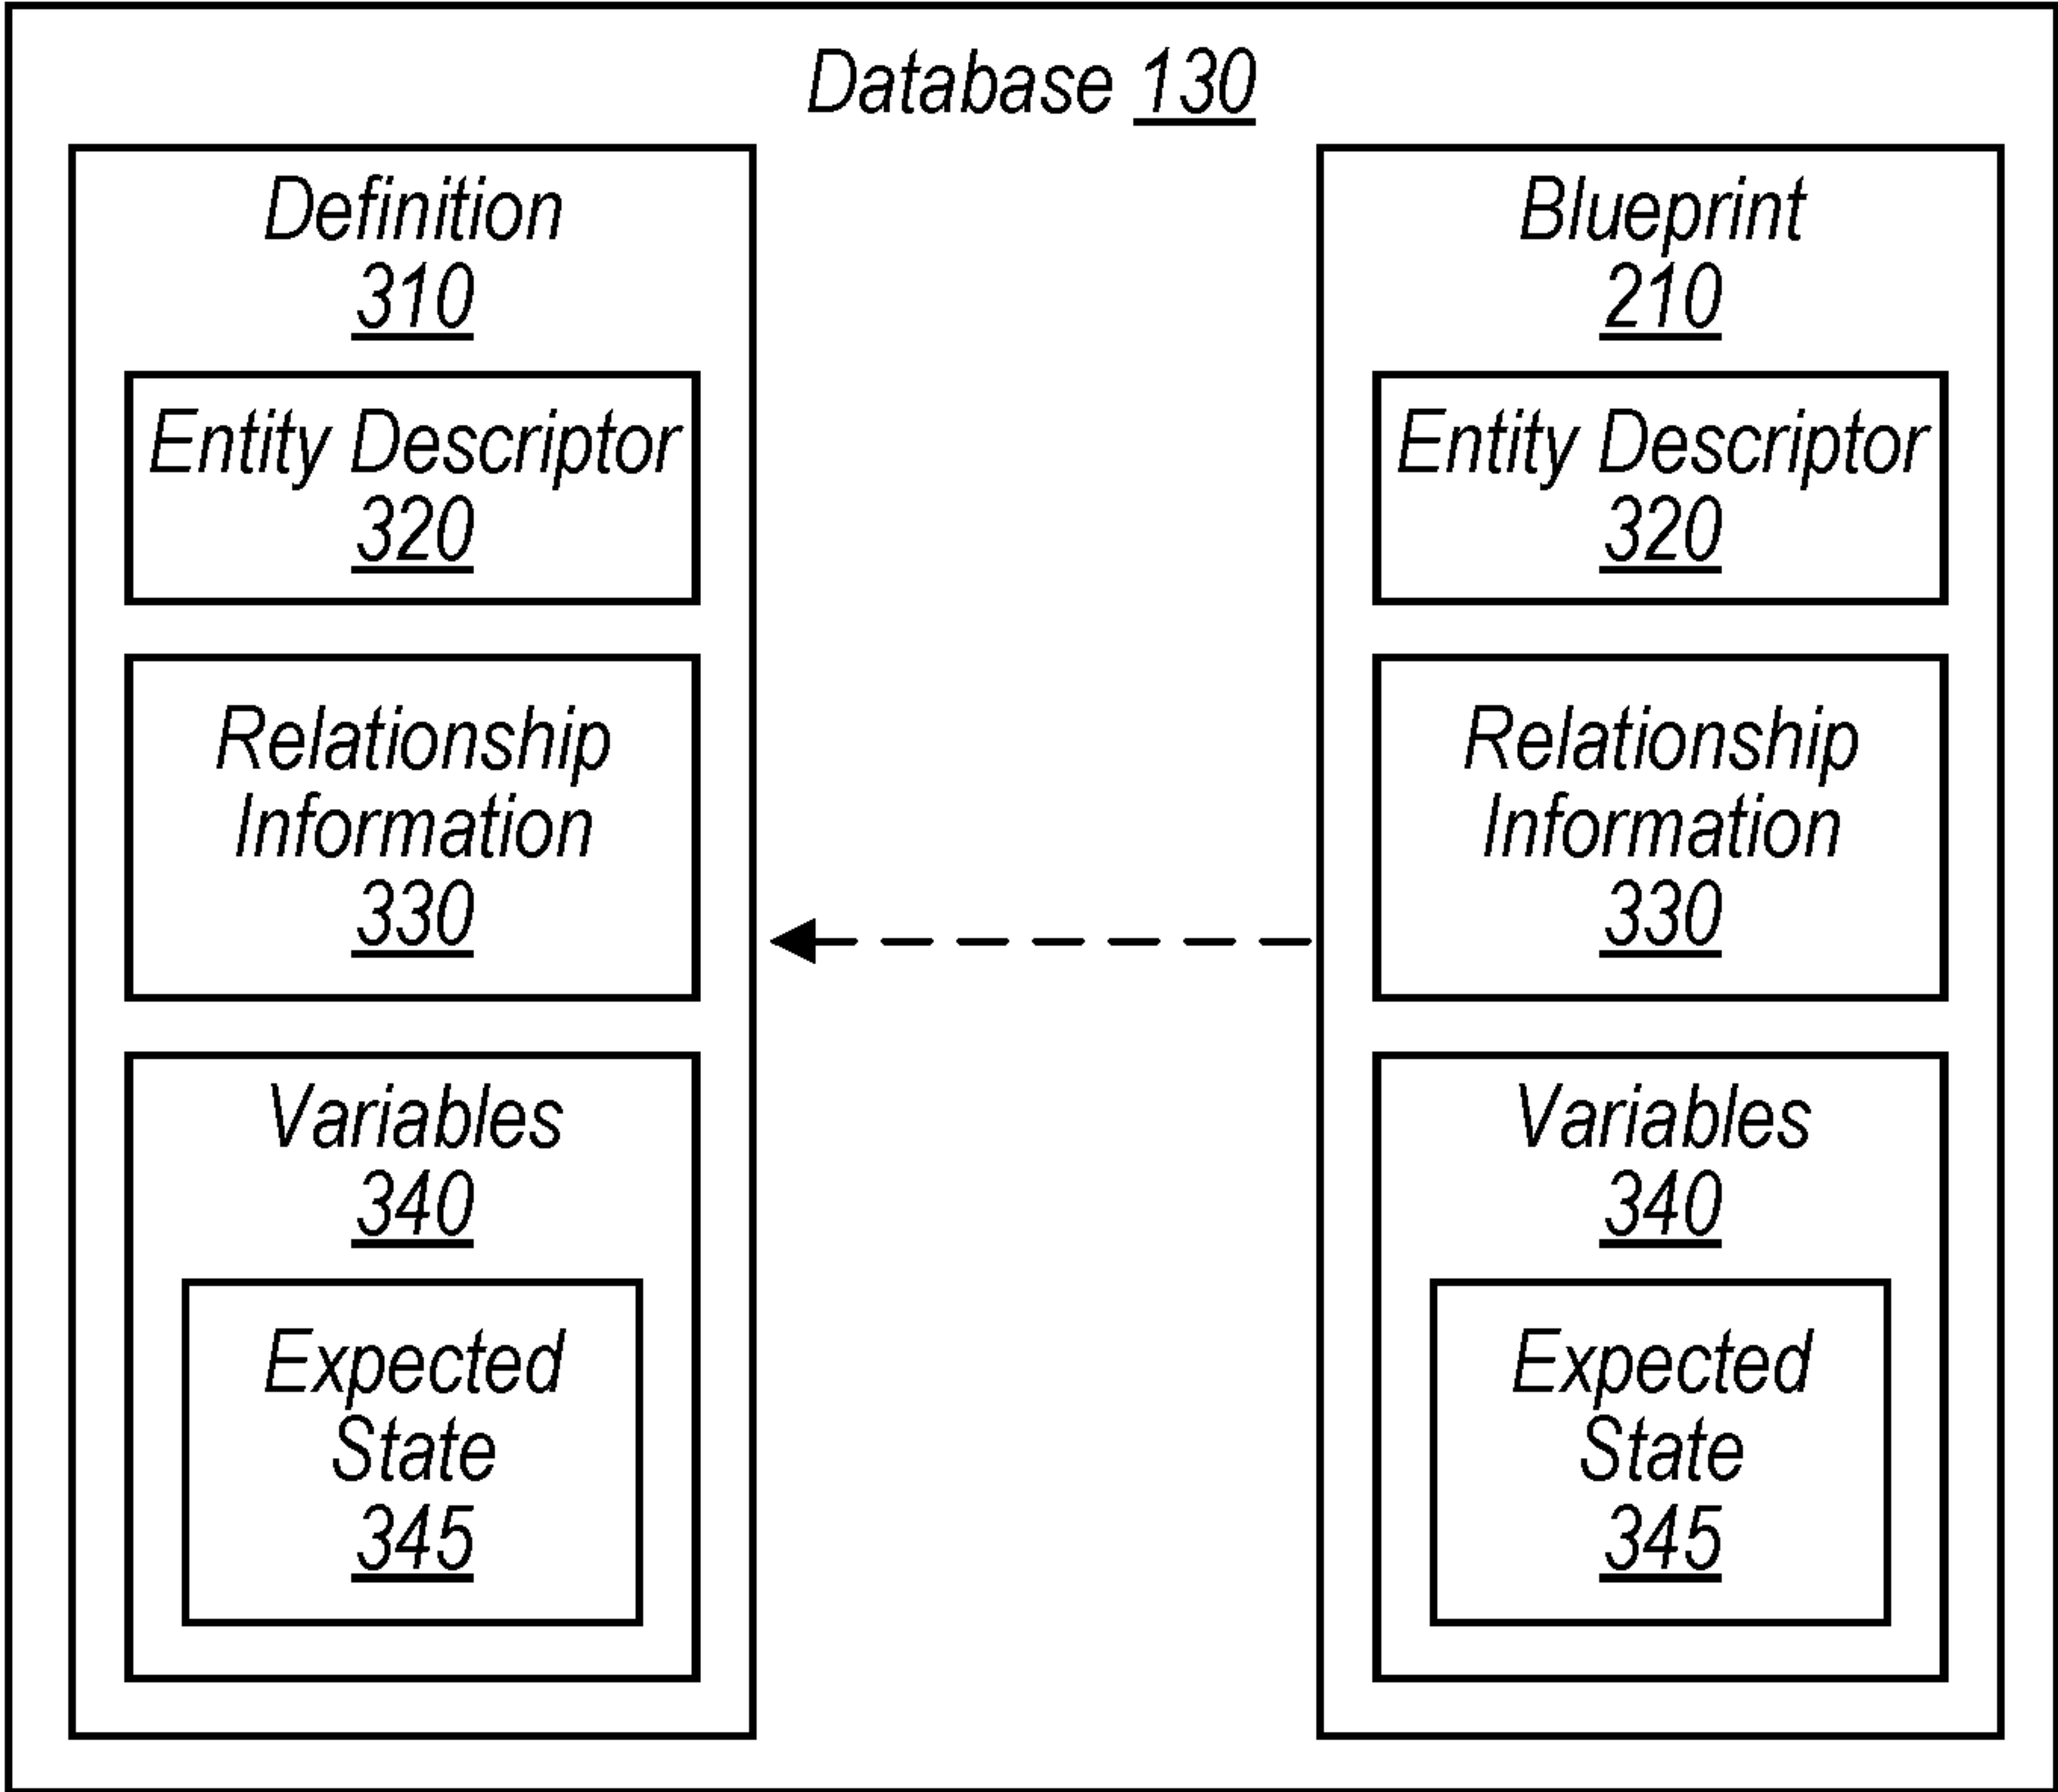 Database 130
Definition
310
Entity Descriptor
320
Relationship
Information
330
Variables
340
Expected
State
345
Blueprint
210
Entity Descriptor
320
Relationship
Information
330
Variables
340
Expected
State
345